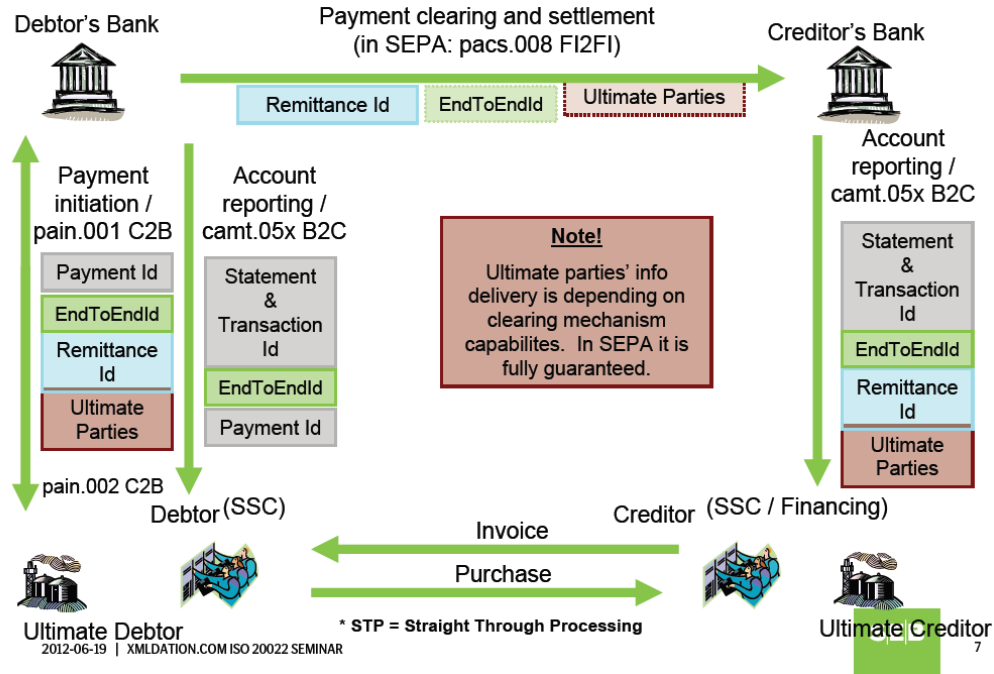 Debtor's Bank
Payment clearing and settlement
(in SEPA: pacs.008 FI2FI)
Creditor's Bank
Remittance Id
EndToEndId
Ultimate Parties
Payment
initiation /
pain.001 C2B
Payment Id
EndToEndId
Remittance
Id
Ultimate
Parties
pain.002 C2B
Account
reporting /
camt.05x B2C
Statement
&
Transaction
Id
EndToEndId
Payment Id
Note!
Ultimate parties' info
delivery is depending on
clearing mechanism
capabilites. In SEPA it is
fully guaranteed.
Account
reporting /
camt.05x B2C
Statement
&
Transaction
Id
EndToEndId
Remittance
Id
Ultimate
Parties
Debtor (SSC)
Creditor (SSC / Financing)
Invoice
Purchase
* STP = Straight Through Processing
Ultimate Debtor
Ultimate Creditor
2012-06-19 | XMLDATION.COM ISO 20022 SEMINAR
7